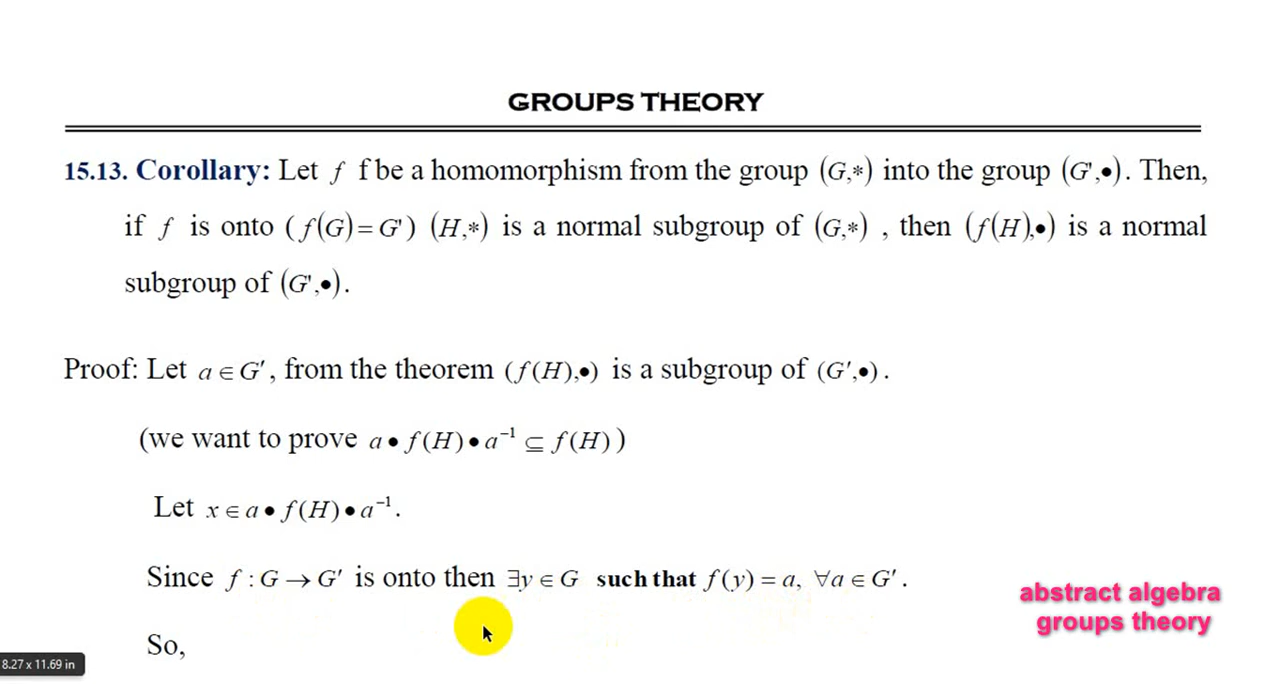 GROUPS THEORY
15.13. Corollary: Let f f be a homomorphism from the group (G,*) into the group (G',•). Then,
if f is onto (f(G)=G') (H,*) is a normal subgroup of (G,*) , then (f(H),•) is a normal
subgroup of (G',•).
Proof: Let a ∈ G′, from the theorem (f(H),•) is a subgroup of (G′,•).
(we want to prove a • f(H) • a⁻¹ ⊆ f(H))
Let x ∈ a • f(H) • a⁻¹.
Since f : G → G′ is onto then ∃y ∈ G such that f(y) = a, ∀a ∈ G′.
So,
abstract algebra
groups theory
8.27 x 11.69 in